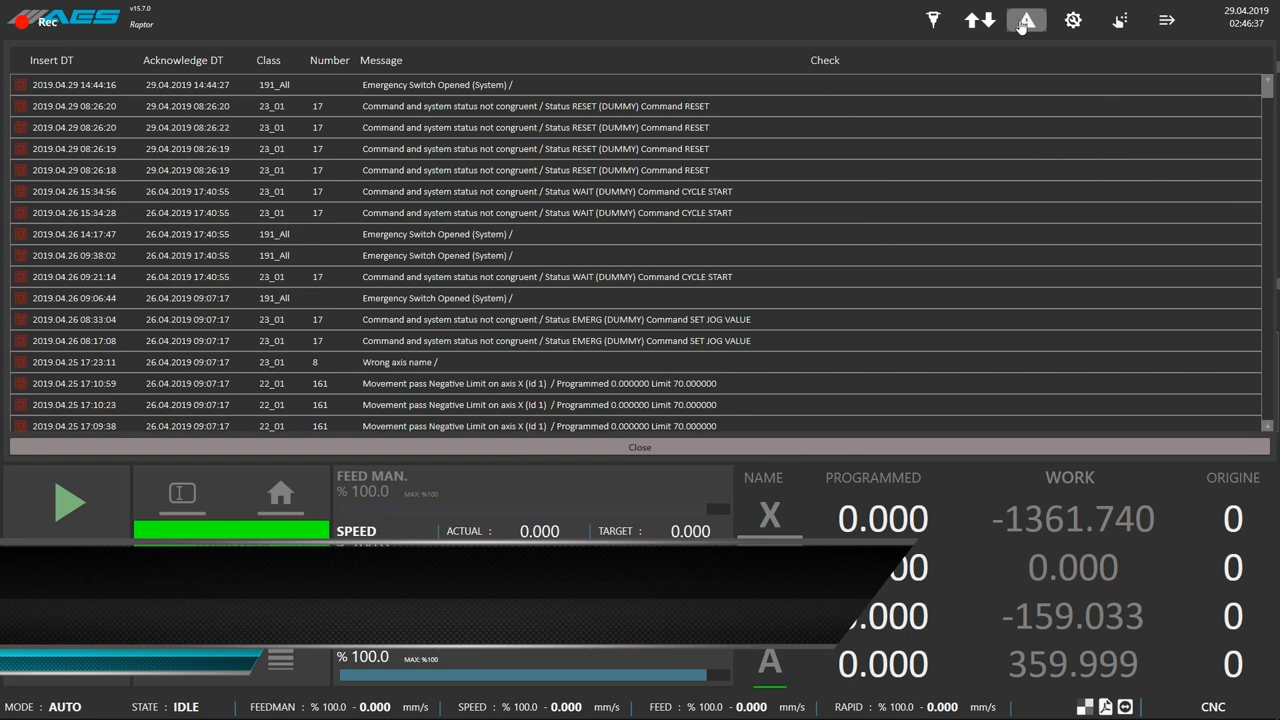 AES
Rec
v15.7.0
Raptor
29.04.2019
02:46:37
Insert DT Acknowledge DT Class Number Message Check
2019.04.29 14:44:16 29.04.2019 14:44:27 191_All Emergency Switch Opened (System) /
2019.04.29 08:26:20 29.04.2019 08:26:20 23_01 17 Command and system status not congruent / Status RESET (DUMMY) Command RESET
2019.04.29 08:26:20 29.04.2019 08:26:22 23_01 17 Command and system status not congruent / Status RESET (DUMMY) Command RESET
2019.04.29 08:26:19 29.04.2019 08:26:19 23_01 17 Command and system status not congruent / Status RESET (DUMMY) Command RESET
2019.04.29 08:26:18 29.04.2019 08:26:19 23_01 17 Command and system status not congruent / Status RESET (DUMMY) Command RESET
2019.04.26 15:34:56 26.04.2019 17:40:55 23_01 17 Command and system status not congruent / Status WAIT (DUMMY) Command CYCLE START
2019.04.26 15:34:28 26.04.2019 17:40:55 23_01 17 Command and system status not congruent / Status WAIT (DUMMY) Command CYCLE START
2019.04.26 14:17:47 26.04.2019 17:40:55 191_All Emergency Switch Opened (System) /
2019.04.26 09:38:02 26.04.2019 17:40:55 191_All Emergency Switch Opened (System) /
2019.04.26 09:21:14 26.04.2019 17:40:55 23_01 17 Command and system status not congruent / Status WAIT (DUMMY) Command CYCLE START
2019.04.26 09:06:44 26.04.2019 09:07:17 191_All Emergency Switch Opened (System) /
2019.04.26 08:33:04 26.04.2019 09:07:17 23_01 17 Command and system status not congruent / Status EMERG (DUMMY) Command SET JOG VALUE
2019.04.26 08:17:08 26.04.2019 09:07:17 23_01 17 Command and system status not congruent / Status EMERG (DUMMY) Command SET JOG VALUE
2019.04.25 17:23:11 26.04.2019 09:07:17 23_01 8 Wrong axis name /
2019.04.25 17:10:59 26.04.2019 09:07:17 22_01 161 Movement pass Negative Limit on axis X (Id 1) / Programmed 0.000000 Limit 70.000000
2019.04.25 17:10:23 26.04.2019 09:07:17 22_01 161 Movement pass Negative Limit on axis X (Id 1) / Programmed 0.000000 Limit 70.000000
2019.04.25 17:09:38 26.04.2019 09:07:17 22_01 161 Movement pass Negative Limit on axis X (Id 1) / Programmed 0.000000 Limit 70.000000
Close
FEED MAN.
% 100.0 MAX: %100
NAME PROGRAMMED WORK ORIGINE
SPEED ACTUAL : 0.000 TARGET : 0.000
X 0.000 -1361.740 0
0.000 0
-159.033 0
% 100.0 MAX: %100
A 0.000 359.999 0
MODE : AUTO STATE : IDLE FEEDMAN : % 100.0 - 0.000 mm/s SPEED : % 100.0 - 0.000 mm/s FEED : % 100.0 - 0.000 mm/s RAPID : % 100.0 - 0.000 mm/s CNC